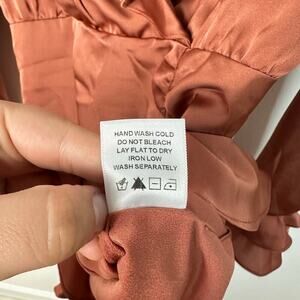 HAND WASH COLD
DO NOT BLEACH
LAY FLAT TO DRY
IRON LOW
WASH SEPARATELY